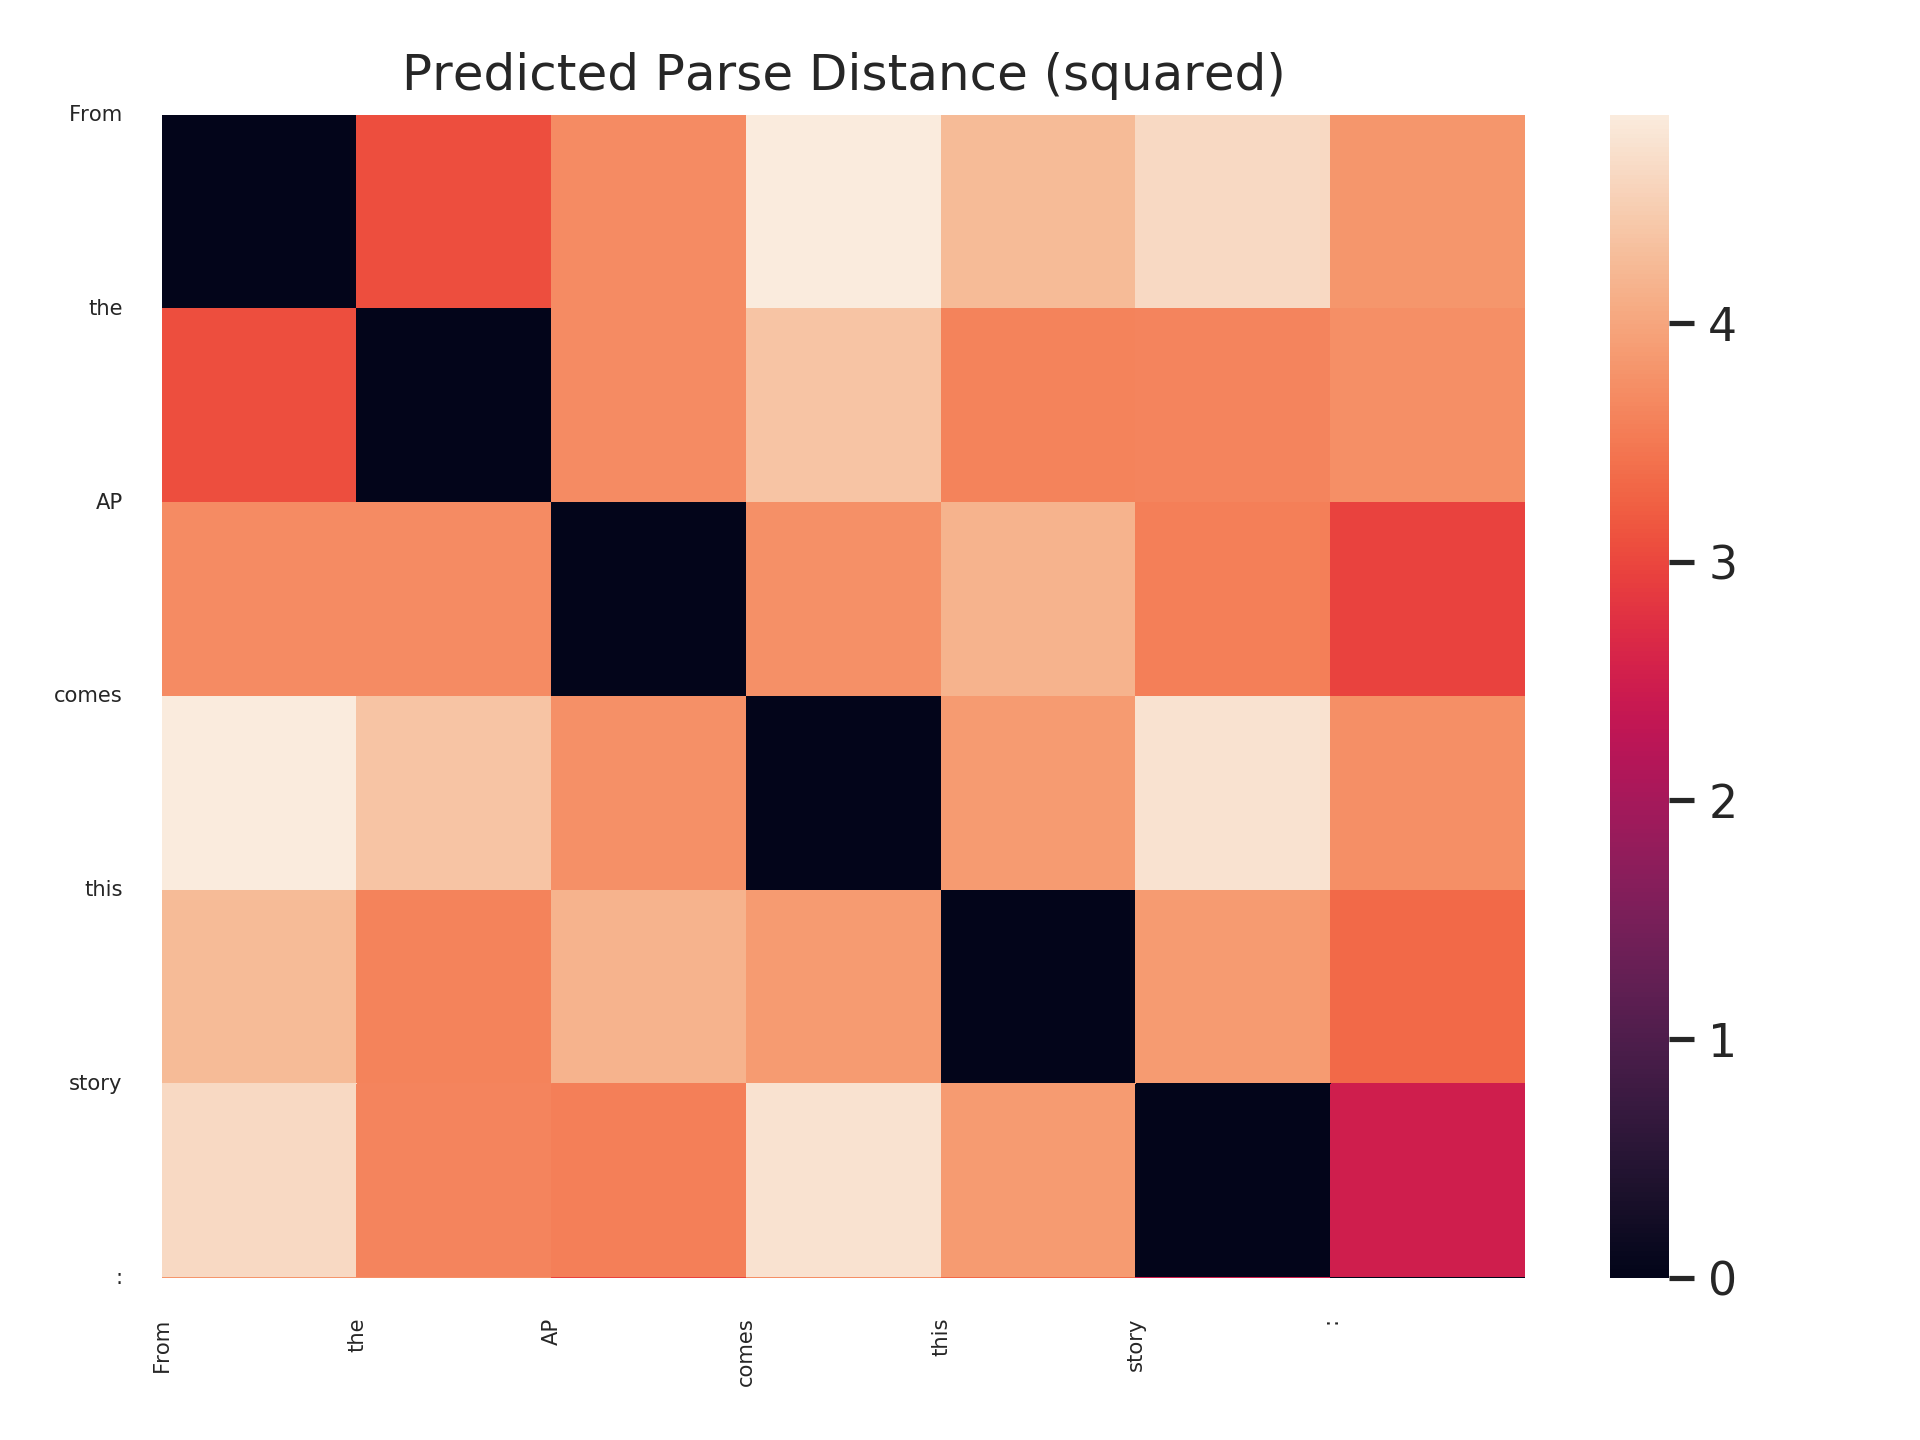 Predicted Parse Distance (squared)
From
the
AP
comes
this
story
:
From
the
AP
comes
this
story
:
4
3
2
1
0